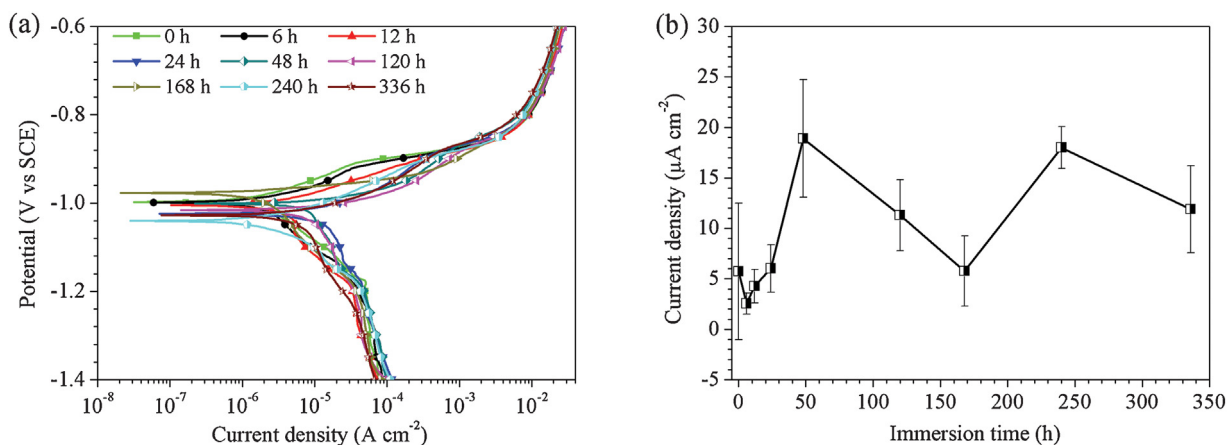 (a)
-0.6
-0.8
-1.0
-1.2
-1.4
Potential (V vs SCE)
0 h 6 h 12 h
24 h 48 h 120 h
168 h 240 h 336 h
10⁻⁸ 10⁻⁷ 10⁻⁶ 10⁻⁵ 10⁻⁴ 10⁻³ 10⁻²
Current density (A cm⁻²)
(b)
30
25
20
15
10
5
0
-5
Current density (μA cm⁻²)
0 50 100 150 200 250 300 350
Immersion time (h)